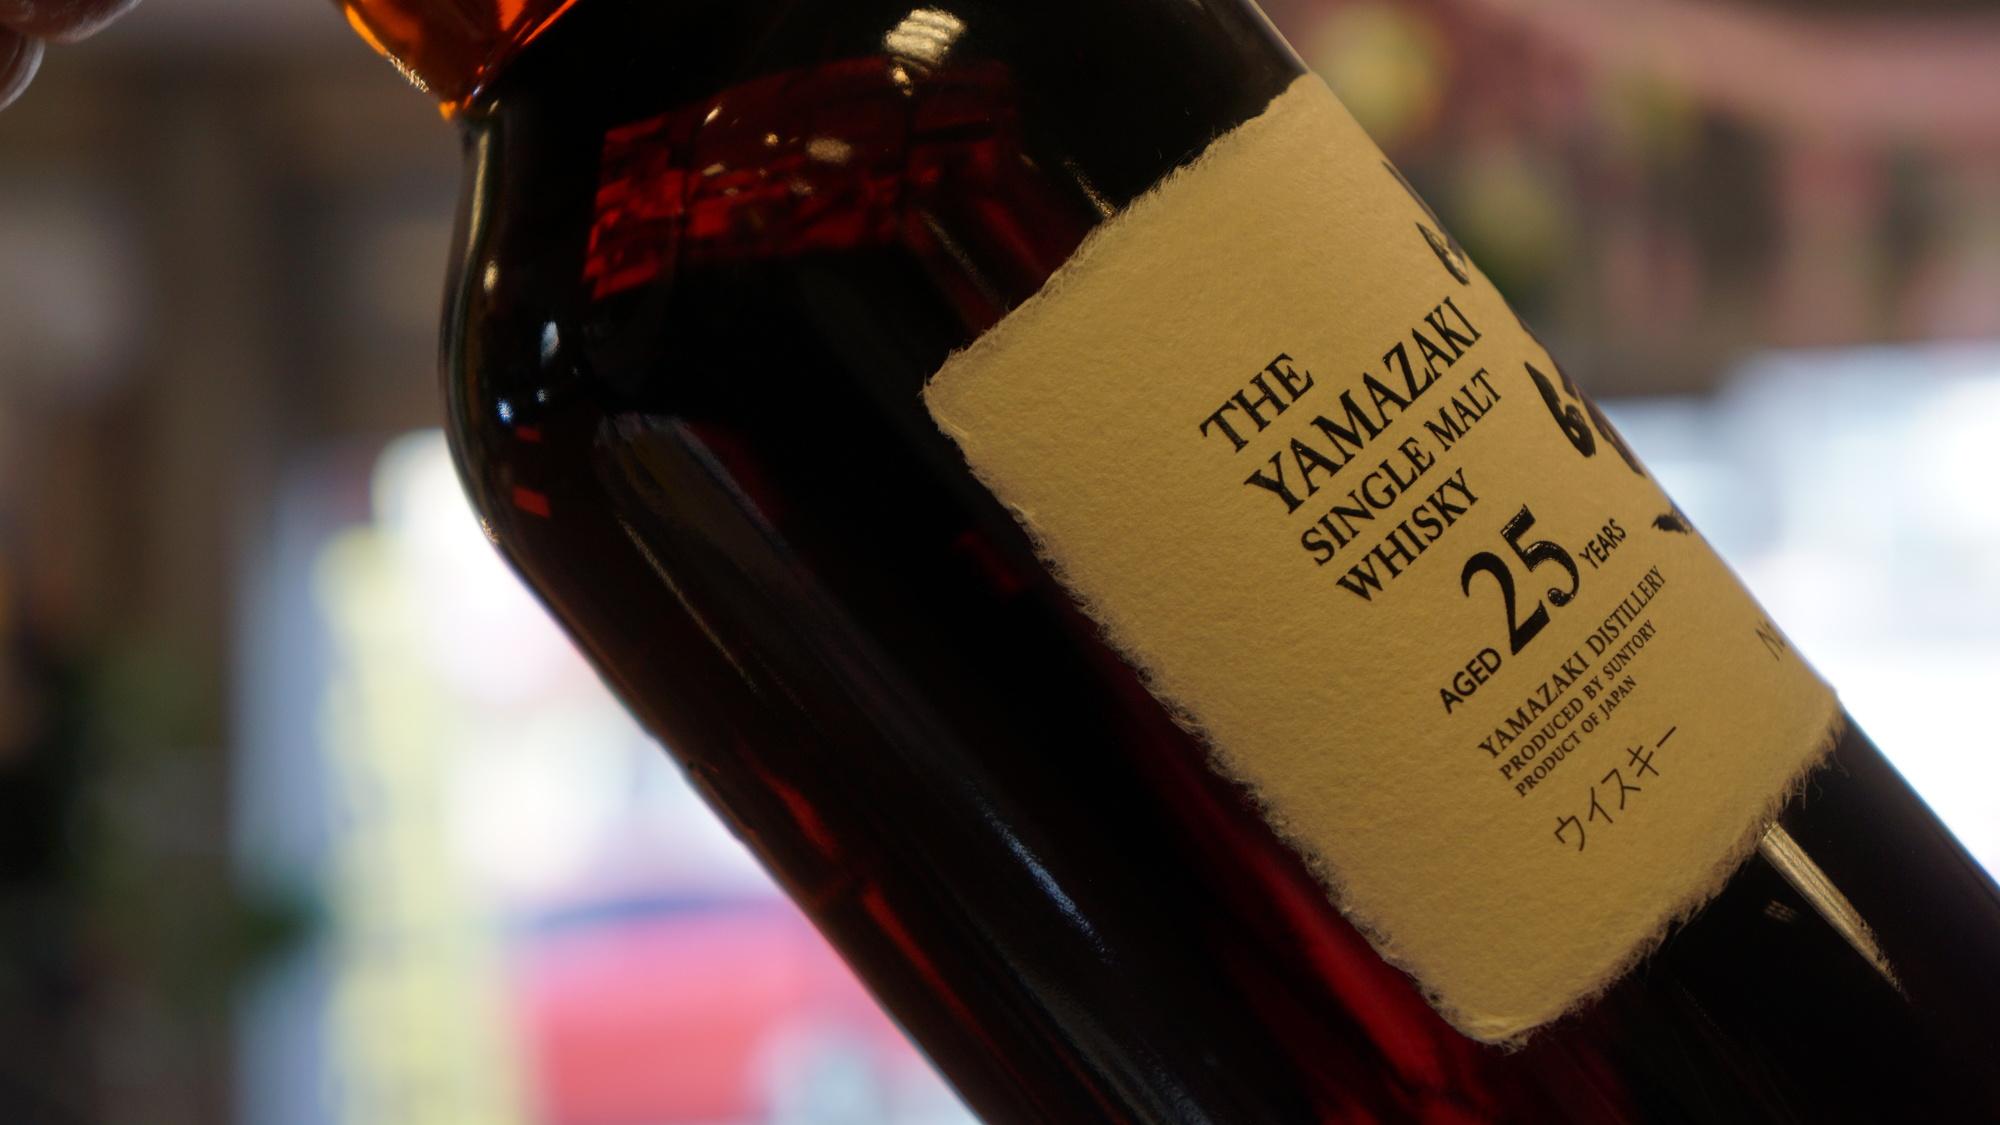 THE
YAMAZAKI
SINGLE MALT
WHISKY
AGED 25 YEARS
YAMAZAKI DISTILLERY
PRODUCED BY SUNTORY
PRODUCT OF JAPAN
ウイスキー